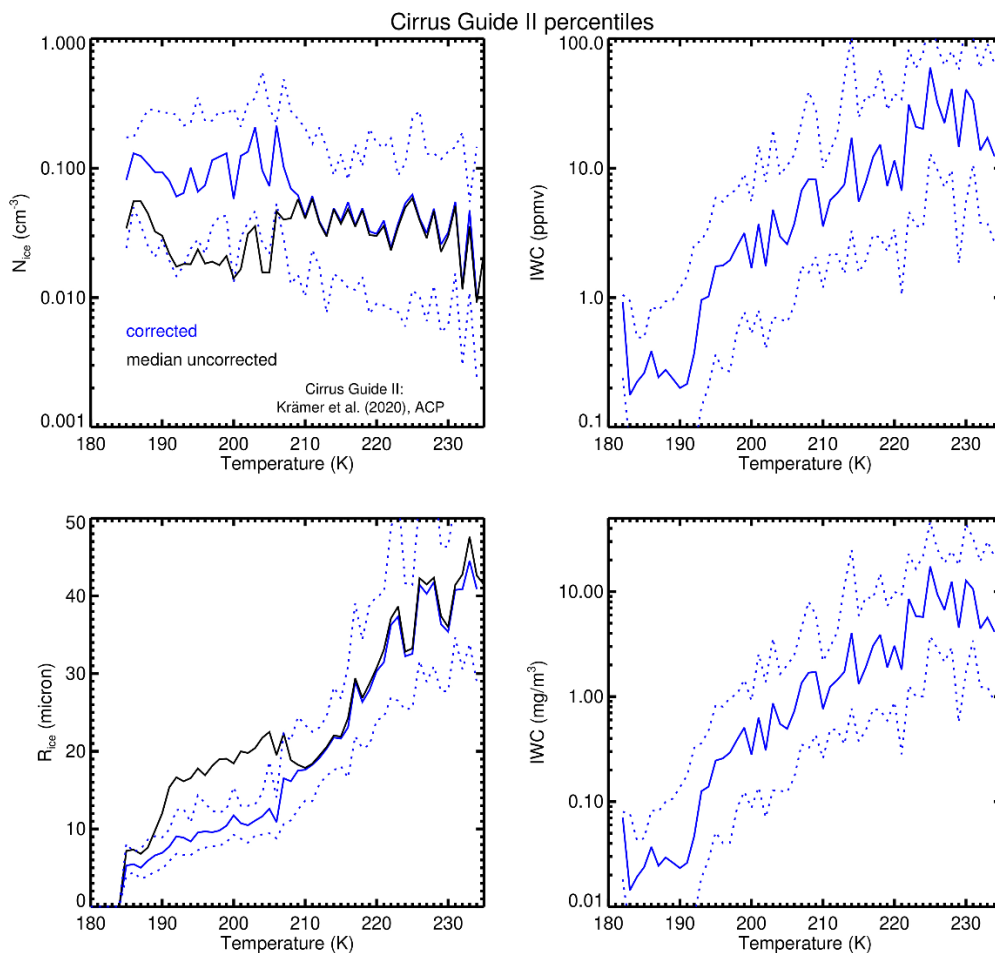 Cirrus Guide II percentiles
1.000
0.100
0.010
0.001
N_ice (cm⁻³)
corrected
median uncorrected
Cirrus Guide II:
Krämer et al. (2020), ACP
180 190 200 210 220 230
Temperature (K)
100.0
10.0
1.0
0.1
IWC (ppmv)
180 190 200 210 220 230
Temperature (K)
50
40
30
20
10
0
R_ice (micron)
180 190 200 210 220 230
Temperature (K)
10.00
1.00
0.10
0.01
IWC (mg/m³)
180 190 200 210 220 230
Temperature (K)